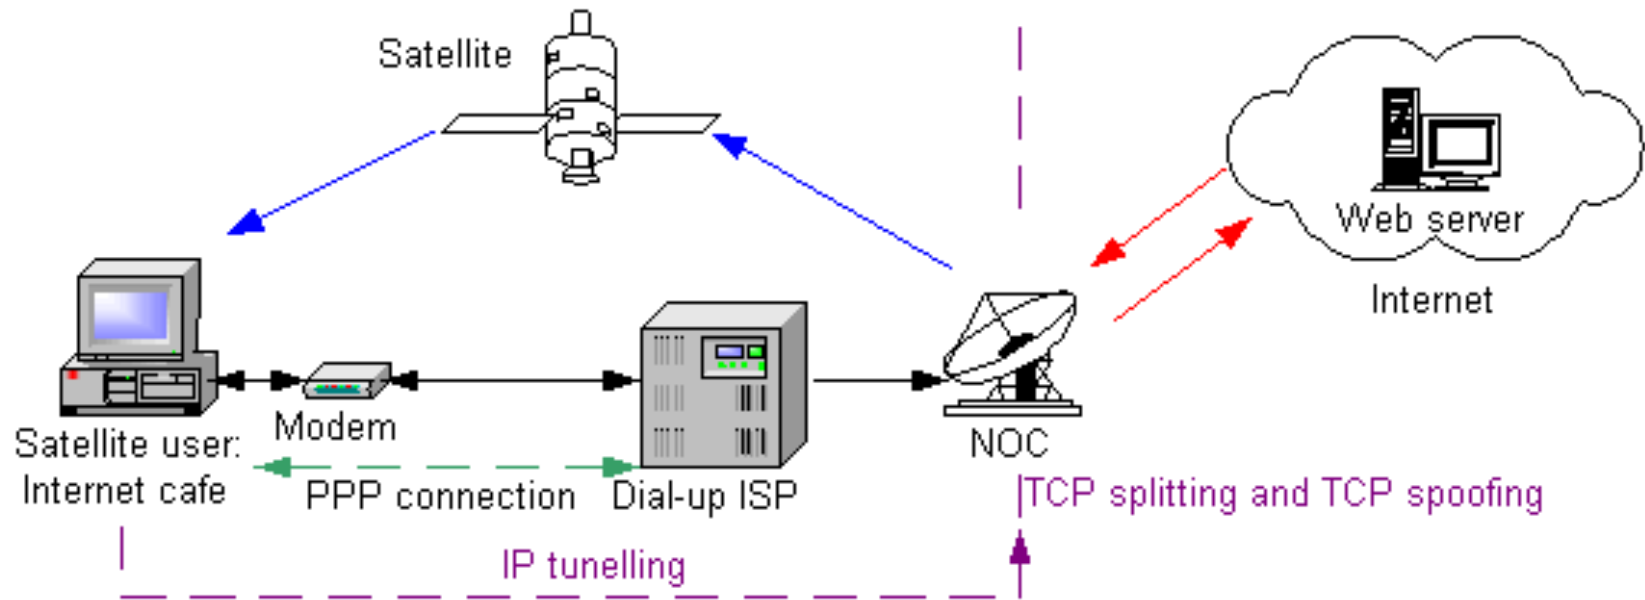 Satellite
Web server
Internet
Modem
NOC
Satellite user:
Internet cafe
PPP connection
Dial-up ISP
TCP splitting and TCP spoofing
IP tunelling